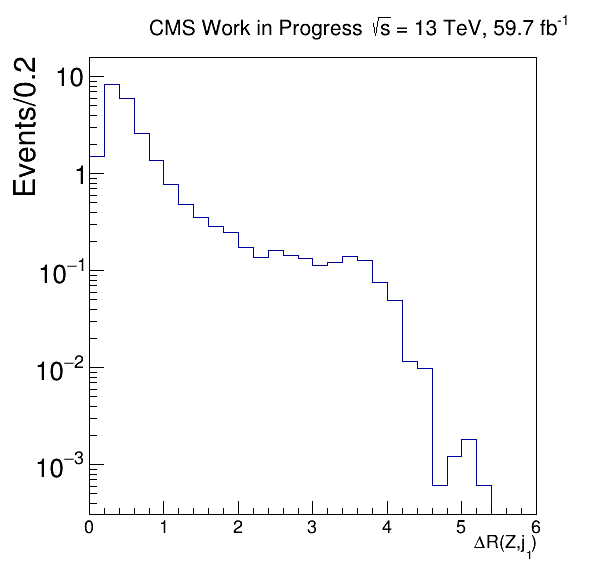 CMS Work in Progress √s = 13 TeV, 59.7 fb⁻¹
Events/0.2
10
1
10⁻¹
10⁻²
10⁻³
0 1 2 3 4 5 6
ΔR(Z,j₁)